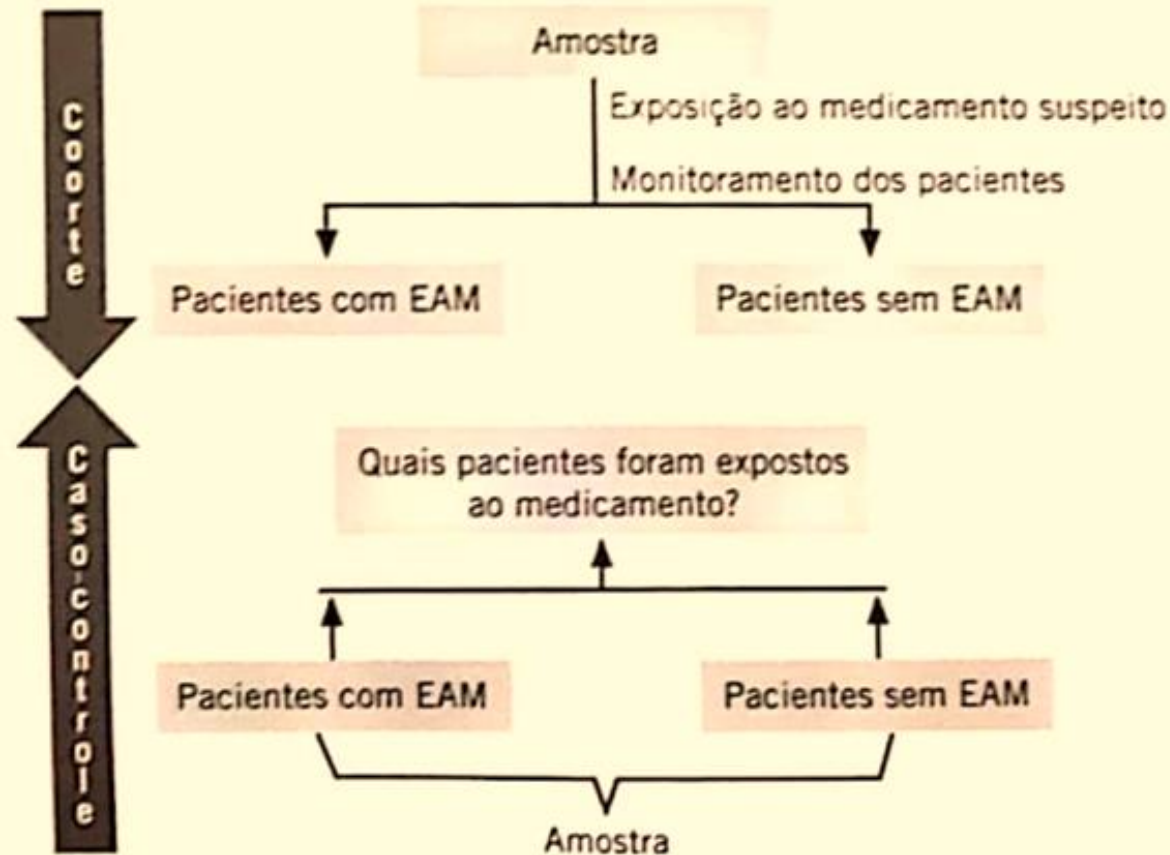 Coorte
Amostra
Exposição ao medicamento suspeito
Monitoramento dos pacientes
Pacientes com EAM
Pacientes sem EAM
Caso-controle
Quais pacientes foram expostos
ao medicamento?
Pacientes com EAM
Pacientes sem EAM
Amostra